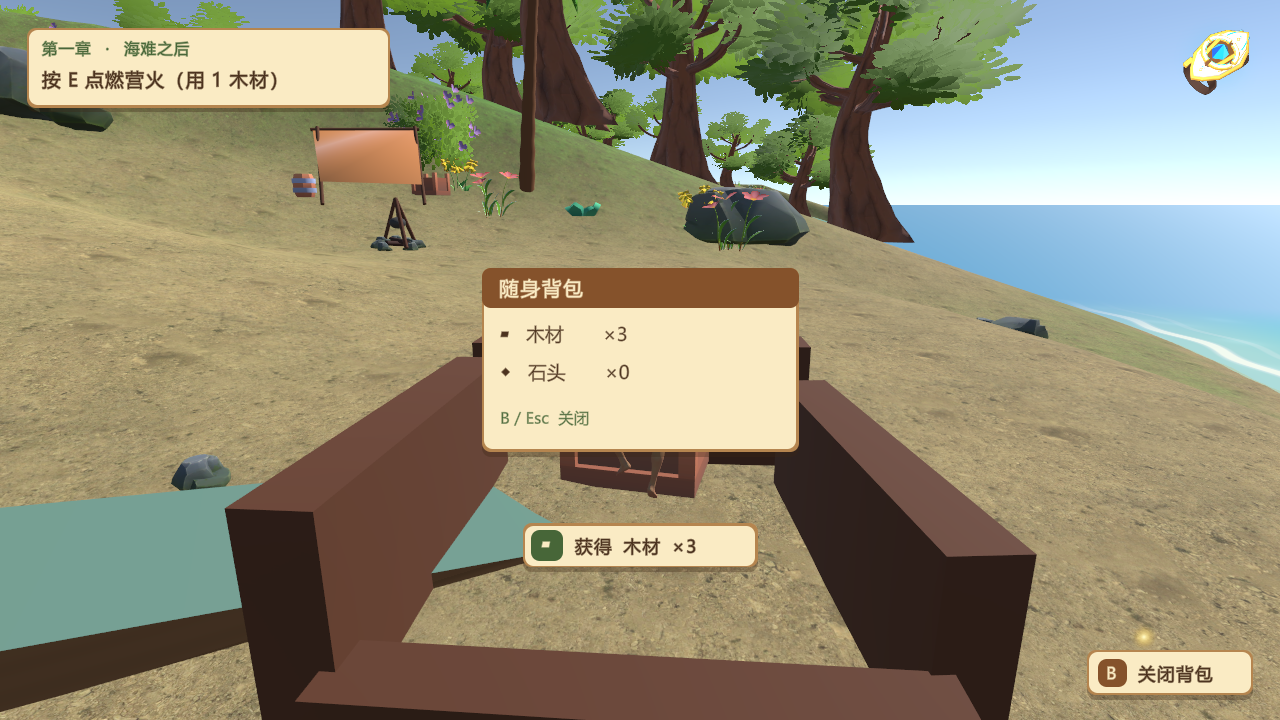 第一章 · 海难之后
按 E 点燃营火（用 1 木材）
随身背包
木材 ×3
石头 ×0
B / Esc 关闭
获得 木材 ×3
B 关闭背包